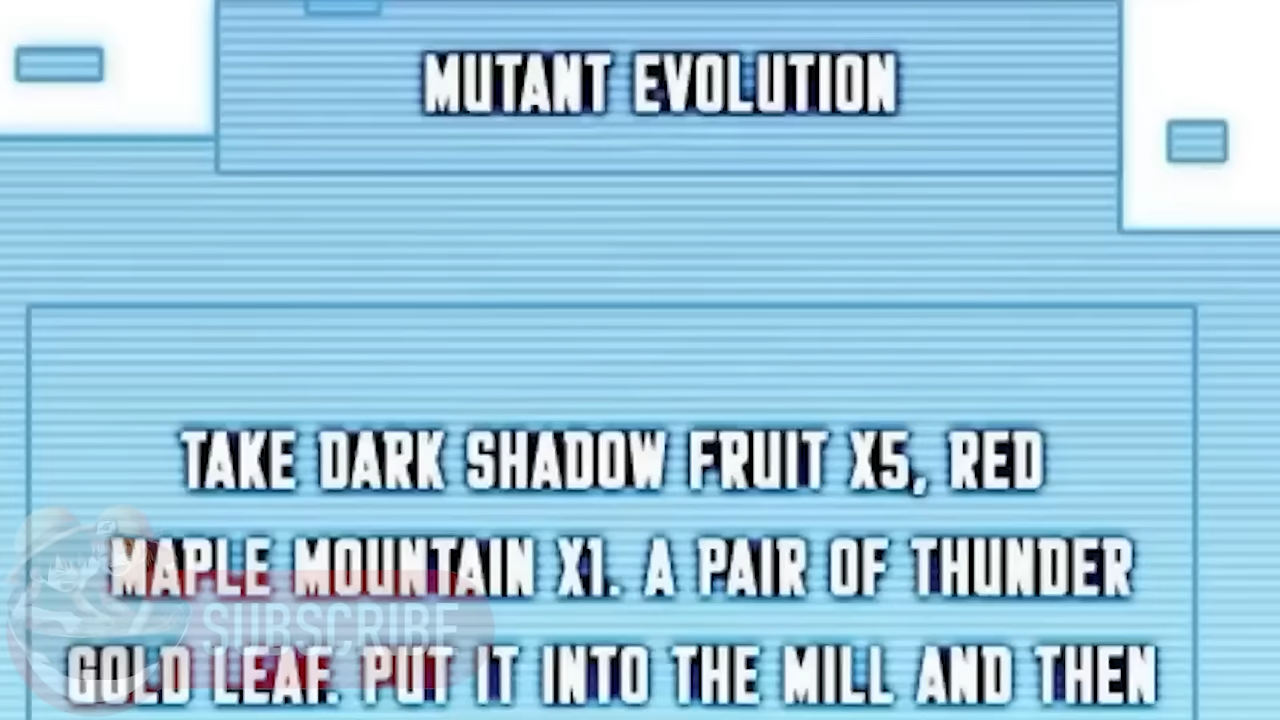 MUTANT EVOLUTION
TAKE DARK SHADOW FRUIT X5, RED
MAPLE MOUNTAIN X1. A PAIR OF THUNDER
SUBSCRIBE
GOLD LEAF. PUT IT INTO THE MILL AND THEN